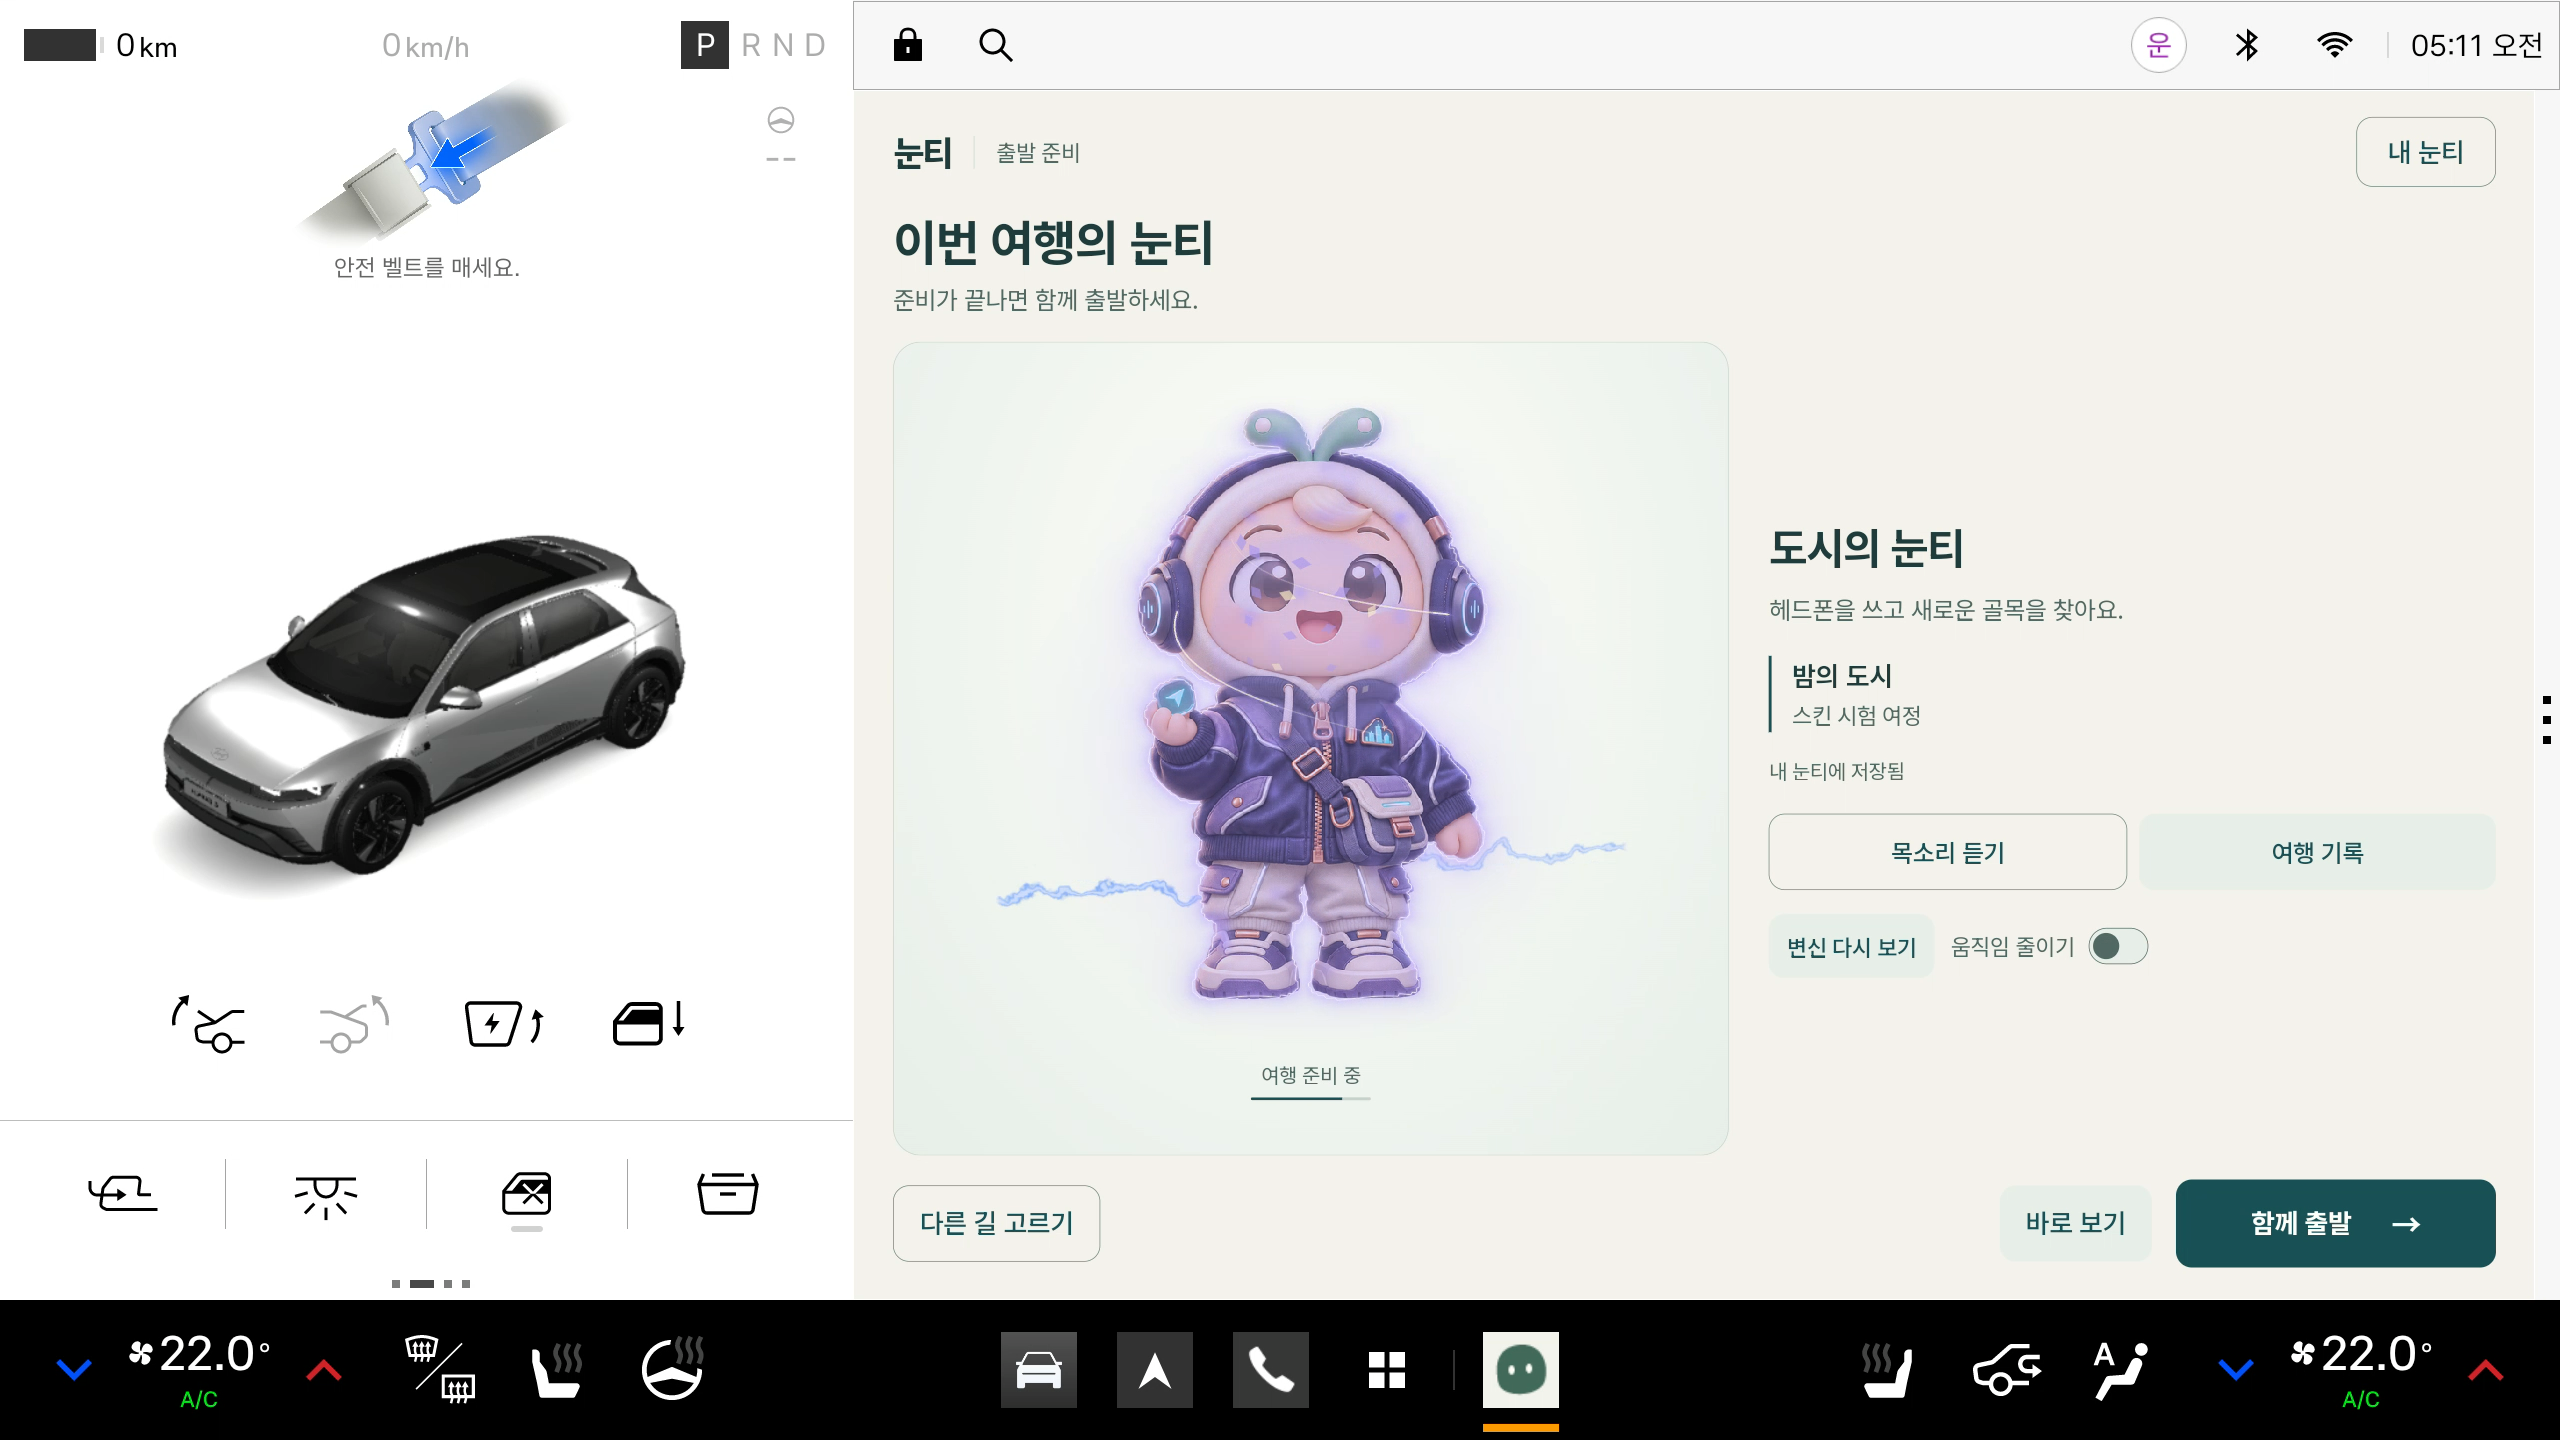 0 km
0 km/h
P R N D
운
05:11 오전
안전 벨트를 매세요.
눈티
출발 준비
내 눈티
이번 여행의 눈티
준비가 끝나면 함께 출발하세요.
도시의 눈티
헤드폰을 쓰고 새로운 골목을 찾아요.
밤의 도시
스킨 시험 여정
내 눈티에 저장됨
목소리 듣기
여행 기록
변신 다시 보기
움직임 줄이기
여행 준비 중
다른 길 고르기
바로 보기
함께 출발 →
22.0°
A/C
A
22.0°
A/C